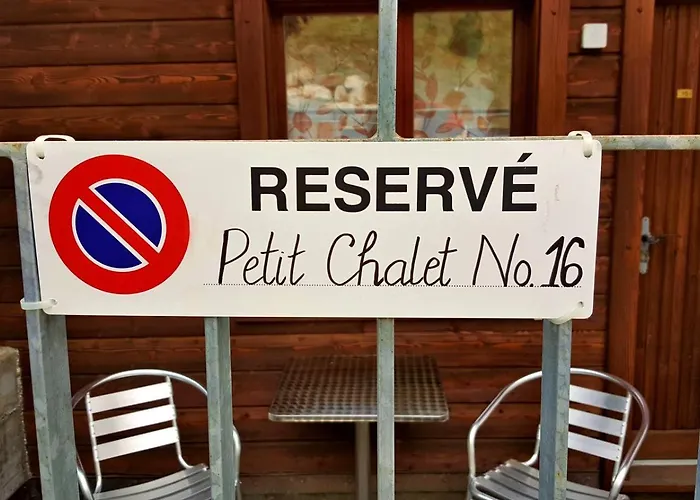 RESERVÉ
Petit Chalet No. 16